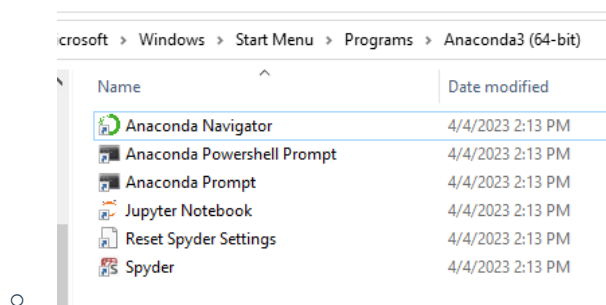 icrosoft > Windows > Start Menu > Programs > Anaconda3 (64-bit)
Name Date modified
Anaconda Navigator 4/4/2023 2:13 PM
Anaconda Powershell Prompt 4/4/2023 2:13 PM
Anaconda Prompt 4/4/2023 2:13 PM
Jupyter Notebook 4/4/2023 2:13 PM
Reset Spyder Settings 4/4/2023 2:13 PM
Spyder 4/4/2023 2:13 PM